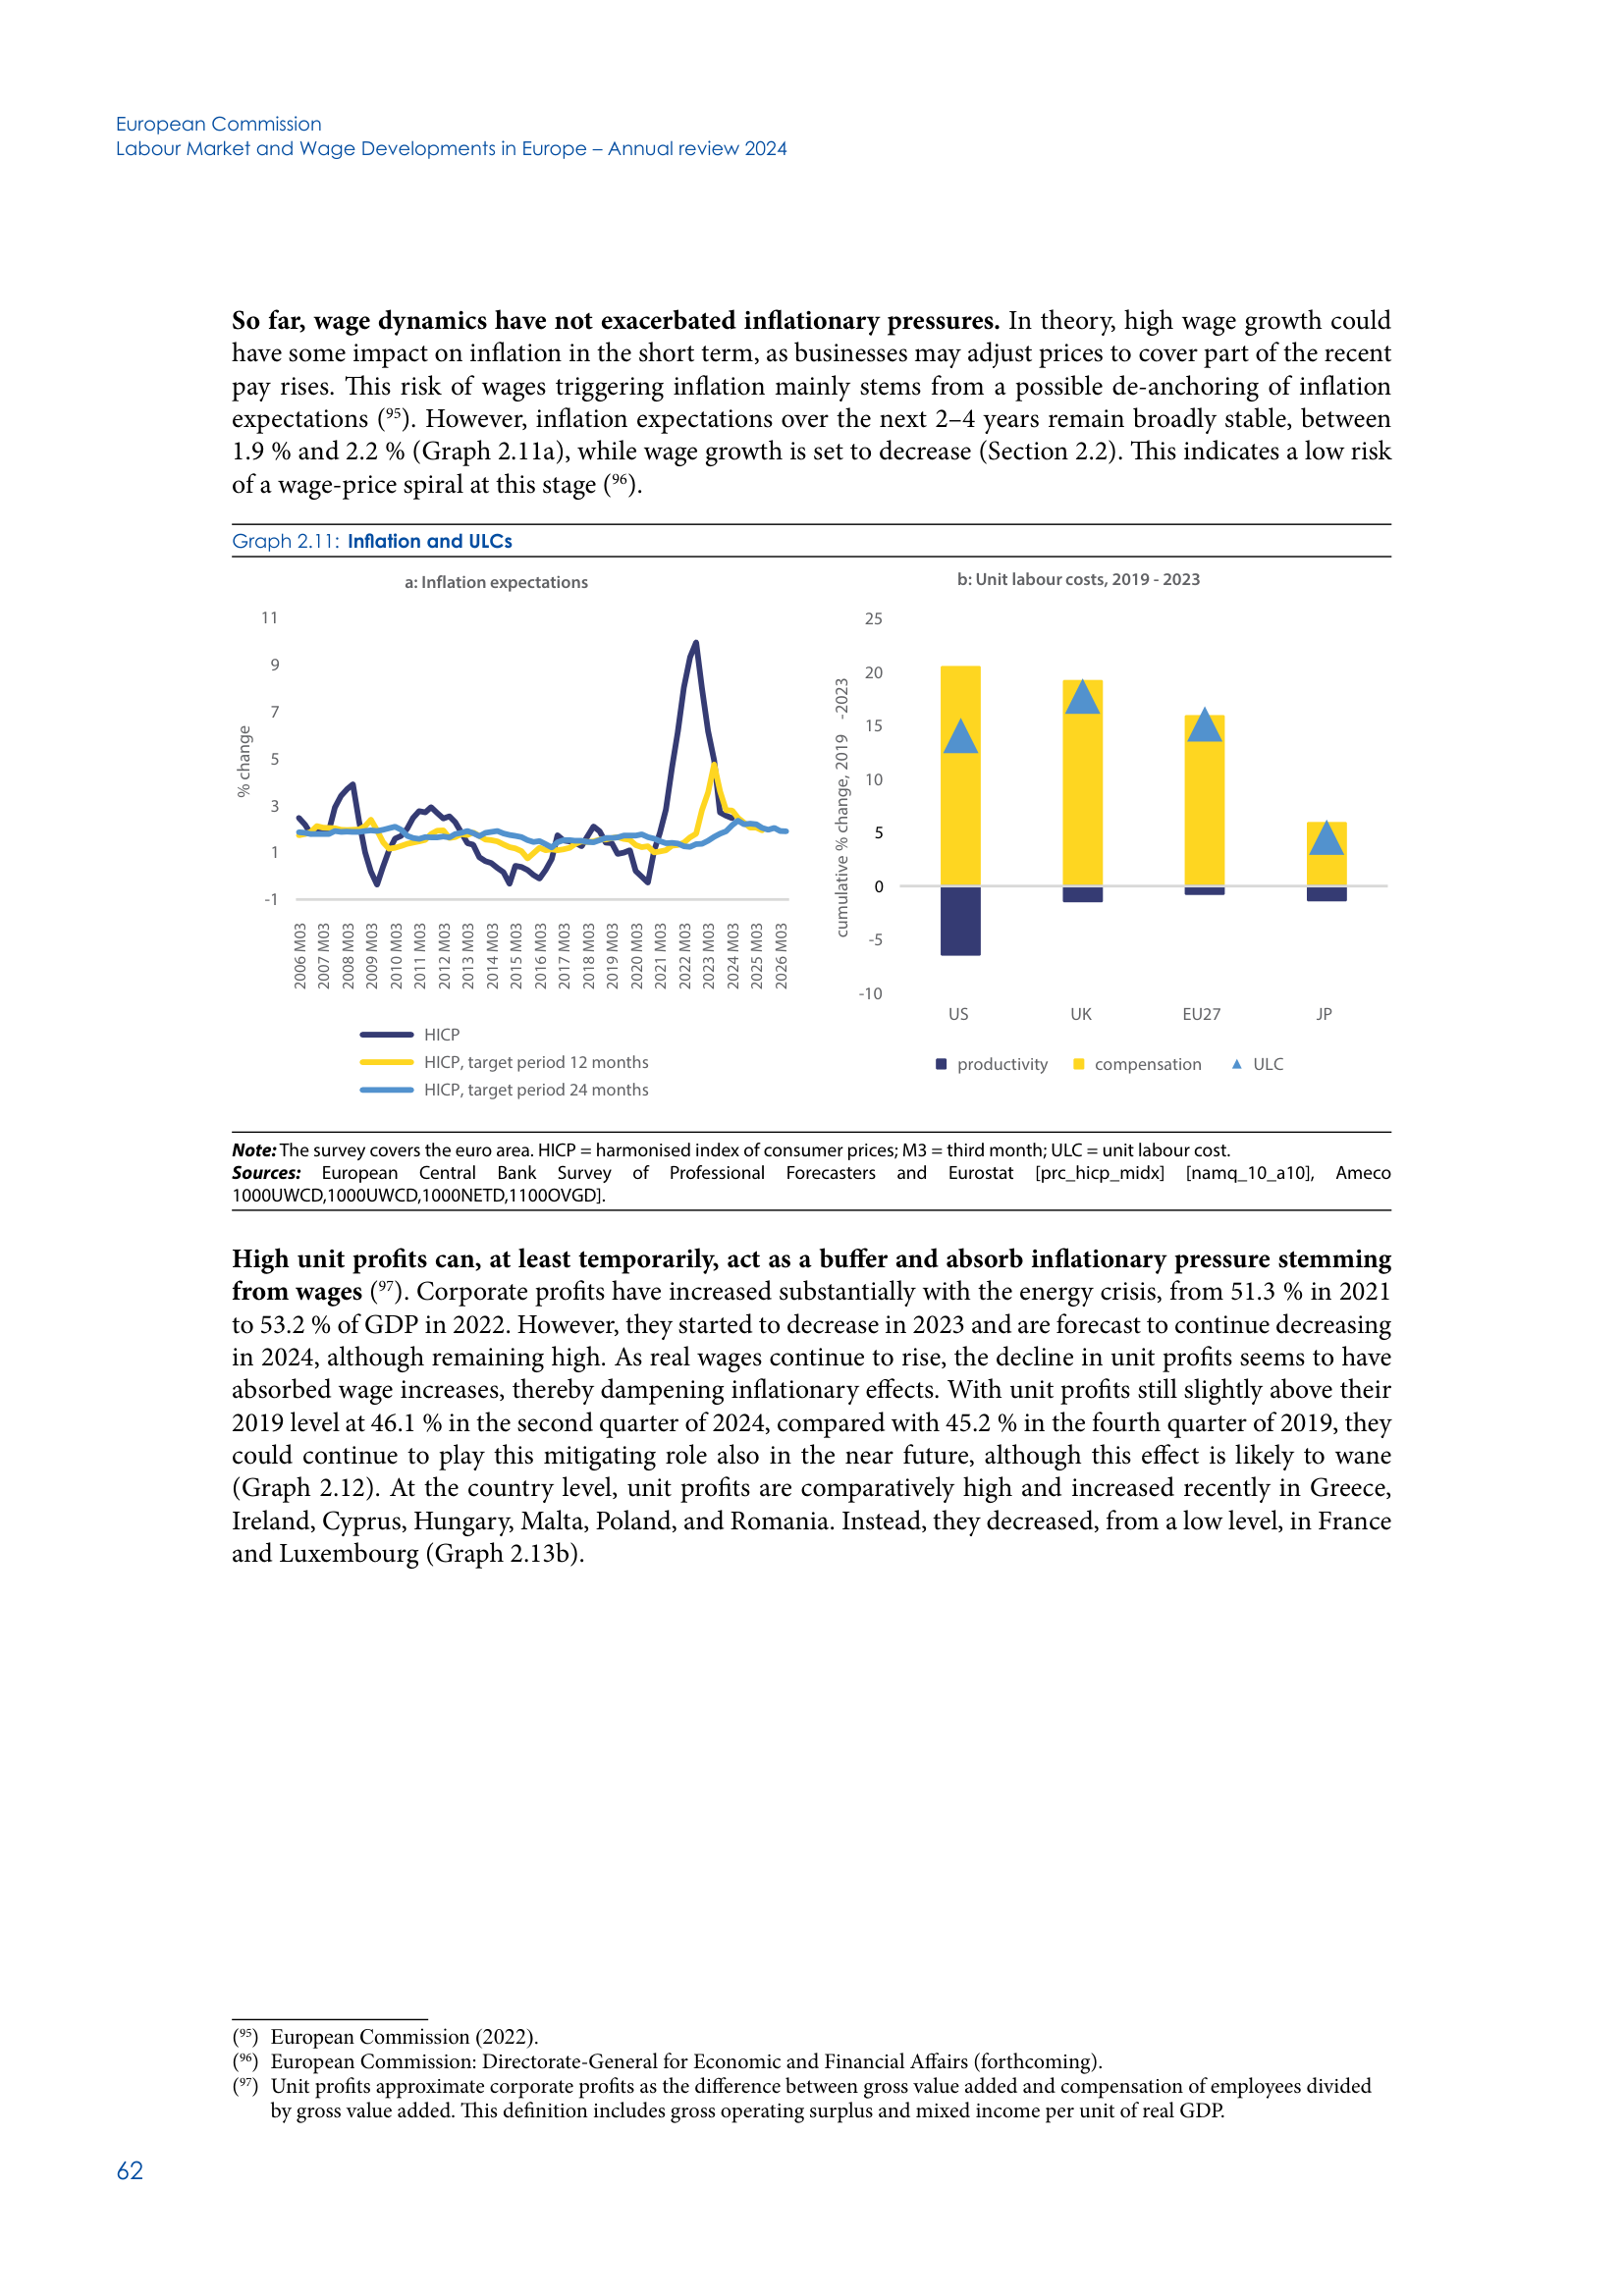 European Commission
Labour Market and Wage Developments in Europe – Annual review 2024
So far, wage dynamics have not exacerbated inflationary pressures. In theory, high wage growth could
have some impact on inflation in the short term, as businesses may adjust prices to cover part of the recent
pay rises. This risk of wages triggering inflation mainly stems from a possible de-anchoring of inflation
expectations (95). However, inflation expectations over the next 2–4 years remain broadly stable, between
1.9 % and 2.2 % (Graph 2.11a), while wage growth is set to decrease (Section 2.2). This indicates a low risk
of a wage-price spiral at this stage (96).
Graph 2.11: Inflation and ULCs
a: Inflation expectations
% change
11
9
7
5
3
1
-1
2006 M03
2007 M03
2008 M03
2009 M03
2010 M03
2011 M03
2012 M03
2013 M03
2014 M03
2015 M03
2016 M03
2017 M03
2018 M03
2019 M03
2020 M03
2021 M03
2022 M03
2023 M03
2024 M03
2025 M03
2026 M03
HICP
HICP, target period 12 months
HICP, target period 24 months
b: Unit labour costs, 2019 - 2023
cumulative % change, 2019 -2023
25
20
15
10
5
0
-5
-10
US
UK
EU27
JP
productivity
compensation
ULC
Note: The survey covers the euro area. HICP = harmonised index of consumer prices; M3 = third month; ULC = unit labour cost.
Sources: European Central Bank Survey of Professional Forecasters and Eurostat [prc_hicp_midx] [namq_10_a10], Ameco
1000UWCD,1000UWCD,1000NETD,1100OVGD].
High unit profits can, at least temporarily, act as a buffer and absorb inflationary pressure stemming
from wages (97). Corporate profits have increased substantially with the energy crisis, from 51.3 % in 2021
to 53.2 % of GDP in 2022. However, they started to decrease in 2023 and are forecast to continue decreasing
in 2024, although remaining high. As real wages continue to rise, the decline in unit profits seems to have
absorbed wage increases, thereby dampening inflationary effects. With unit profits still slightly above their
2019 level at 46.1 % in the second quarter of 2024, compared with 45.2 % in the fourth quarter of 2019, they
could continue to play this mitigating role also in the near future, although this effect is likely to wane
(Graph 2.12). At the country level, unit profits are comparatively high and increased recently in Greece,
Ireland, Cyprus, Hungary, Malta, Poland, and Romania. Instead, they decreased, from a low level, in France
and Luxembourg (Graph 2.13b).
(95) European Commission (2022).
(96) European Commission: Directorate-General for Economic and Financial Affairs (forthcoming).
(97) Unit profits approximate corporate profits as the difference between gross value added and compensation of employees divided
by gross value added. This definition includes gross operating surplus and mixed income per unit of real GDP.
62